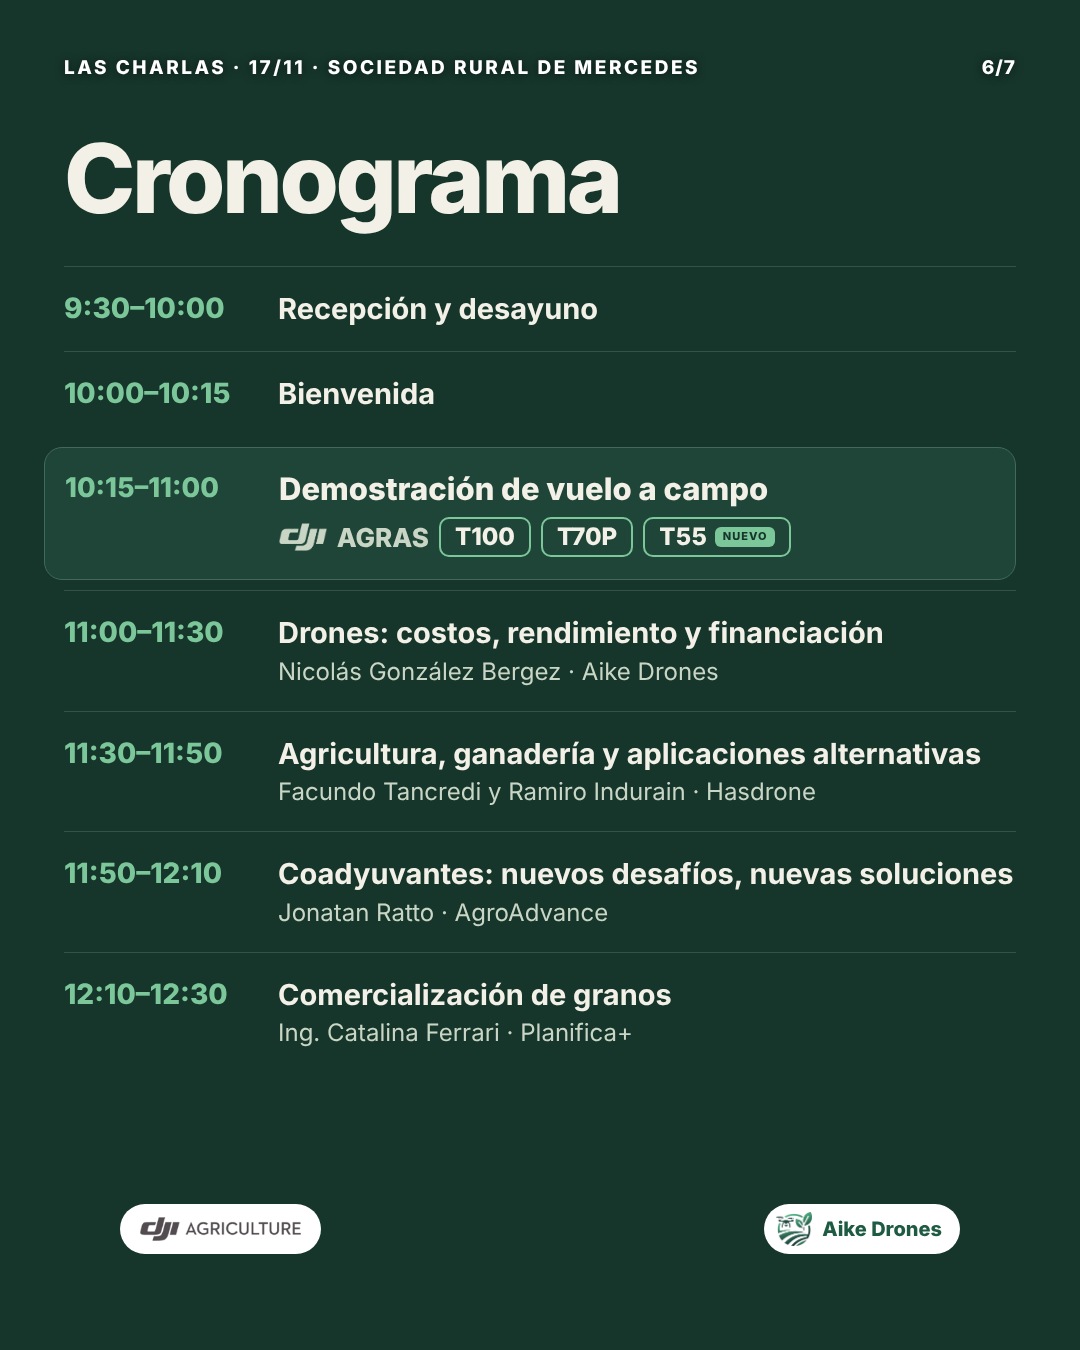 LAS CHARLAS · 17/11 · SOCIEDAD RURAL DE MERCEDES 6/7
Cronograma
9:30–10:00 Recepción y desayuno
10:00–10:15 Bienvenida
10:15–11:00 Demostración de vuelo a campo
dji AGRAS T100 T70P T55 NUEVO
11:00–11:30 Drones: costos, rendimiento y financiación
Nicolás González Bergez · Aike Drones
11:30–11:50 Agricultura, ganadería y aplicaciones alternativas
Facundo Tancredi y Ramiro Indurain · Hasdrone
11:50–12:10 Coadyuvantes: nuevos desafíos, nuevas soluciones
Jonatan Ratto · AgroAdvance
12:10–12:30 Comercialización de granos
Ing. Catalina Ferrari · Planifica+
dji AGRICULTURE Aike Drones